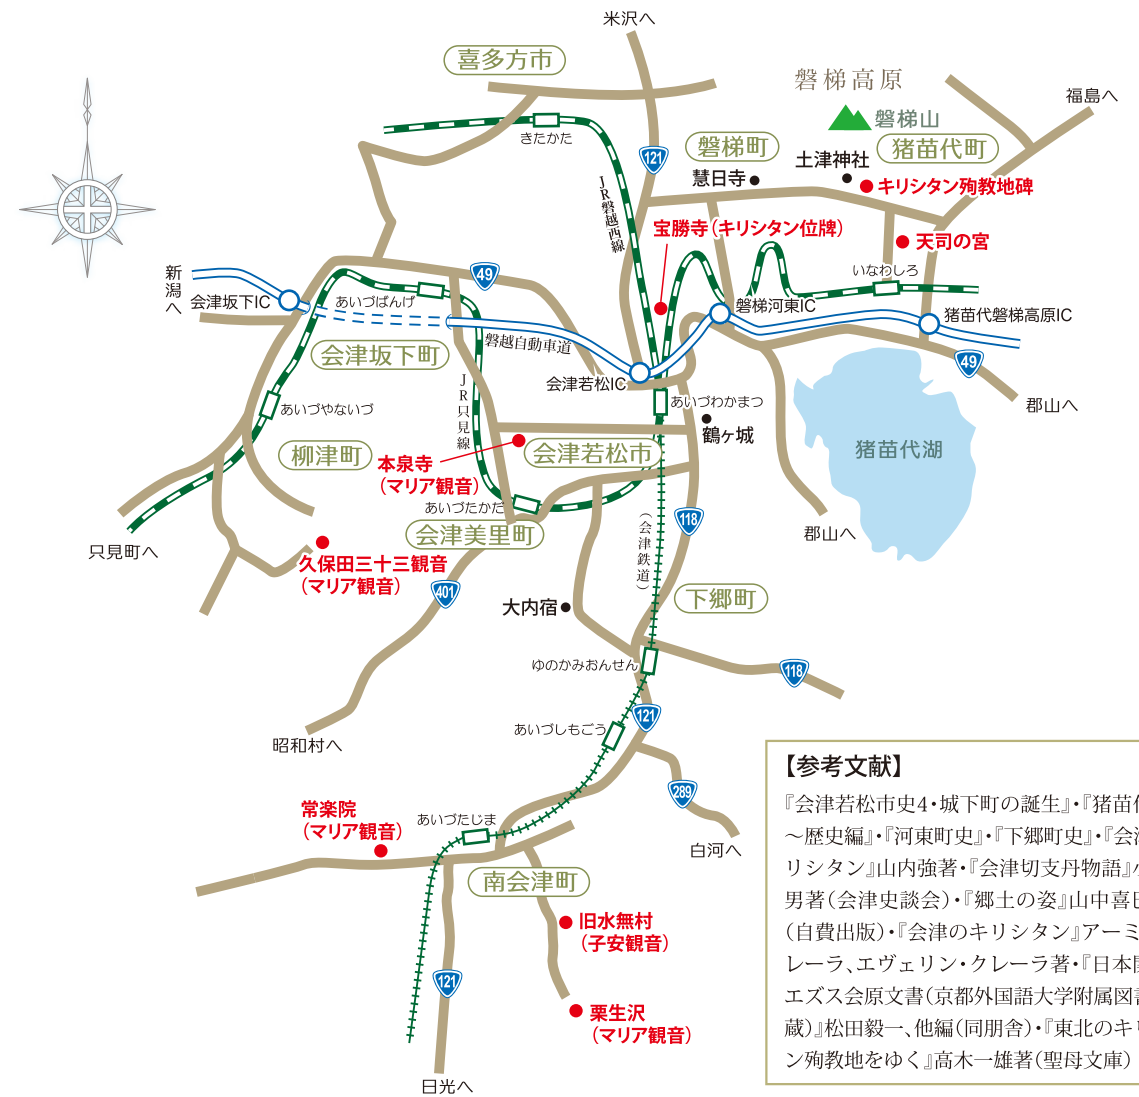 米沢へ
喜多方市
磐梯高原
福島へ
磐梯山
きたかた
121
磐梯町
猪苗代町
土津神社
慧日寺
キリシタン殉教地碑
JR磐越西線
宝勝寺(キリシタン位牌)
天司の宮
新潟へ
49
いなわしろ
会津坂下IC
あいづばんげ
磐梯河東IC
猪苗代磐梯高原IC
磐越自動車道
会津坂下町
49
会津若松IC
JR只見線
あいづやないづ
あいづわかまつ
郡山へ
鶴ヶ城
柳津町
本泉寺
(マリア観音)
会津若松市
猪苗代湖
あいづたかだ
118
会津美里町
(会津鉄道)
郡山へ
只見町へ
久保田三十三観音
(マリア観音)
401
大内宿
下郷町
ゆのかみおんせん
118
あいづしもごう
121
昭和村へ
289
常楽院
(マリア観音)
あいづたじま
白河へ
南会津町
旧水無村
(子安観音)
121
栗生沢
(マリア観音)
日光へ
【参考文献】
『会津若松市史4・城下町の誕生』・『猪苗
〜歴史編』・『河東町史』・『下郷町史』・『会
リシタン』山内強著・『会津切支丹物語』
男著(会津史談会)・『郷土の姿』山中喜
(自費出版)・『会津のキリシタン』アーミ
レーラ、エヴェリン・クレーラ著・『日本
エズス会原文書(京都外国語大学附属図
蔵)』松田毅一、他編(同朋舎)・『東北のキ
ン殉教地をゆく』高木一雄著(聖母文庫)